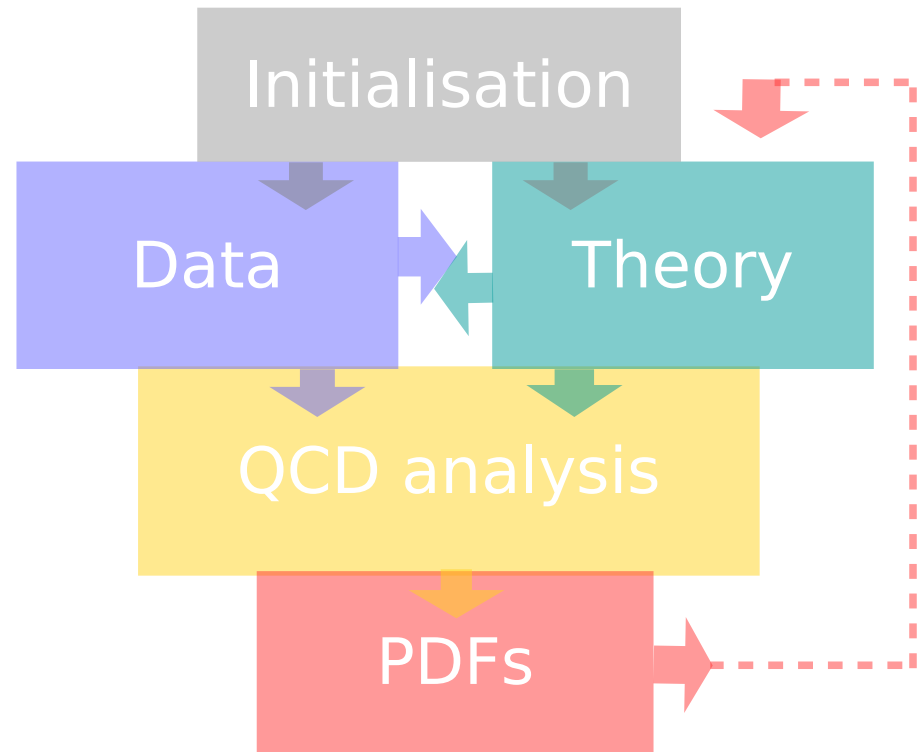 Initialisation
Data
Theory
QCD analysis
PDFs